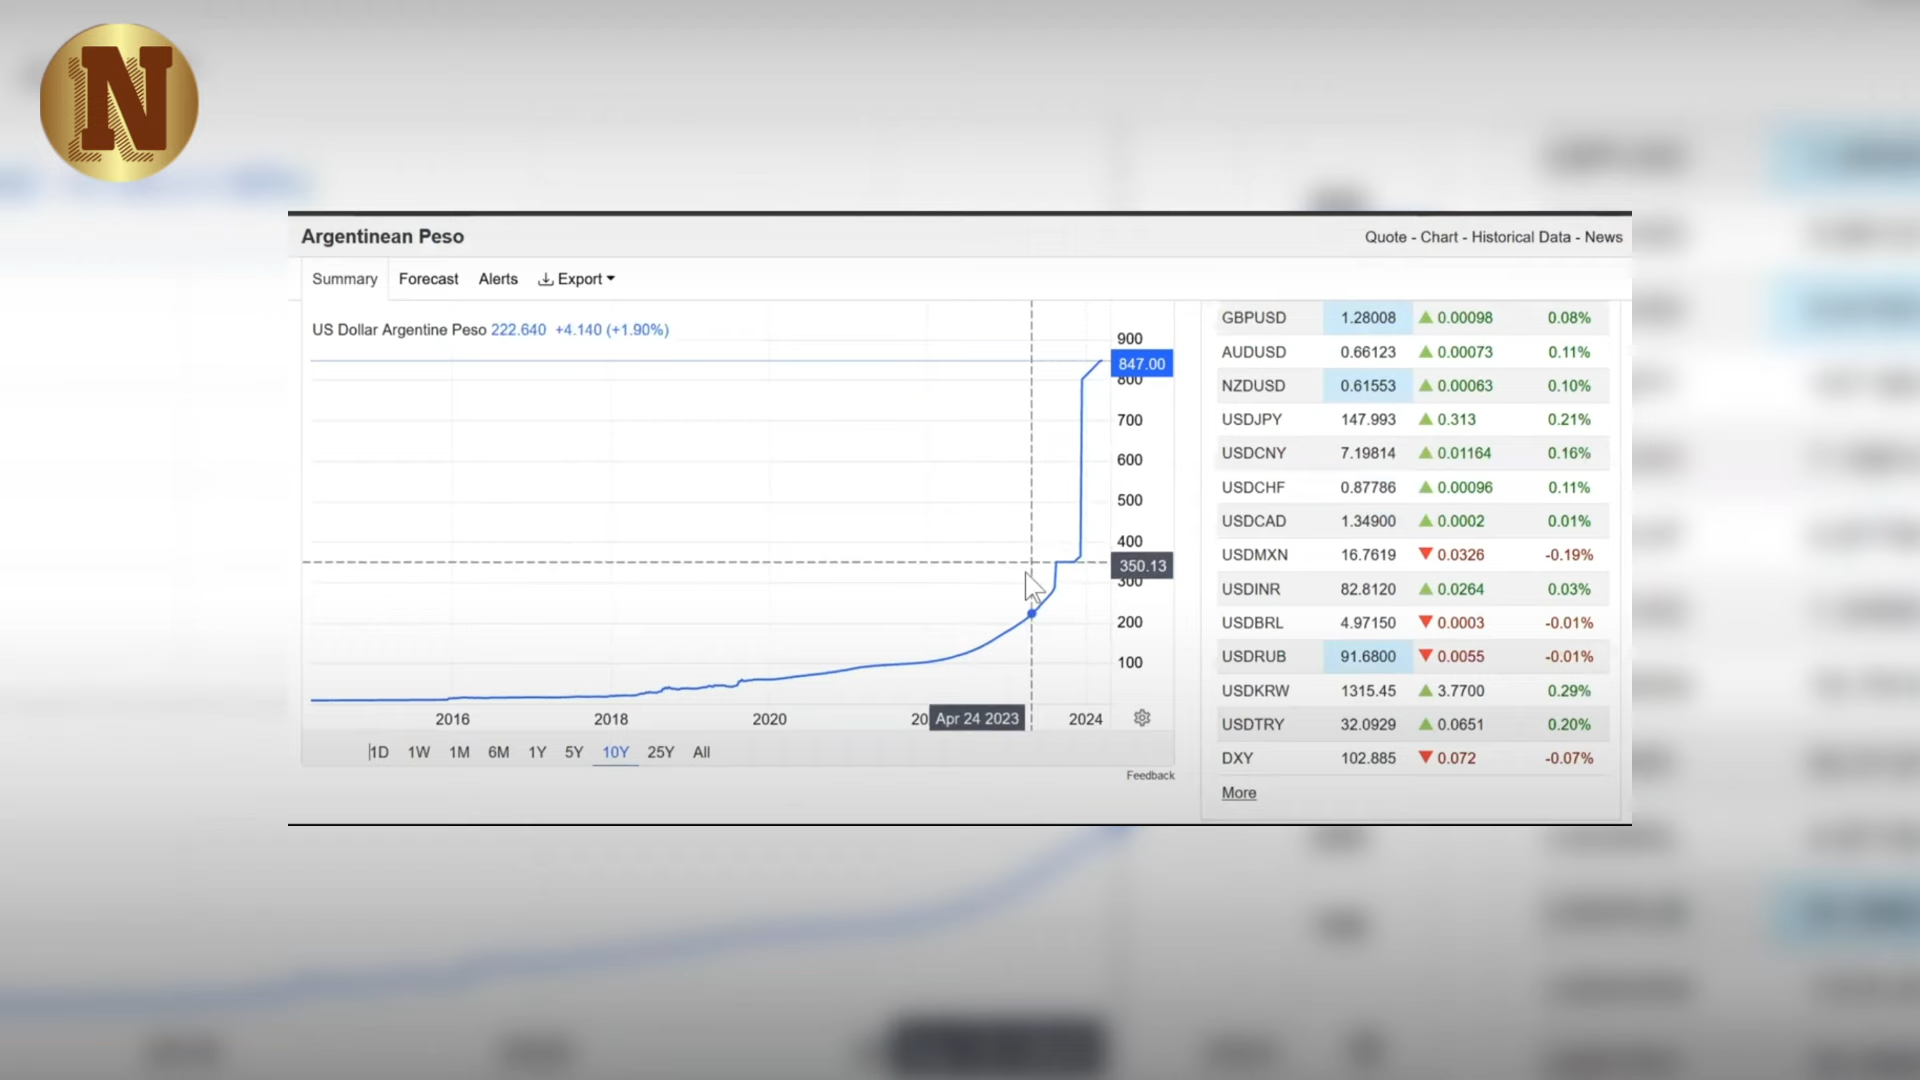 N
Argentinean Peso
Quote - Chart - Historical Data - News
Summary Forecast Alerts Export
US Dollar Argentine Peso 222.640 +4.140 (+1.90%)
900
847.00
800
700
600
500
400
350.13
300
200
100
2016 2018 2020 20 Apr 24 2023 2024
1D 1W 1M 6M 1Y 5Y 10Y 25Y All
Feedback
GBPUSD 1.28008 0.00098 0.08%
AUDUSD 0.66123 0.00073 0.11%
NZDUSD 0.61553 0.00063 0.10%
USDJPY 147.993 0.313 0.21%
USDCNY 7.19814 0.01164 0.16%
USDCHF 0.87786 0.00096 0.11%
USDCAD 1.34900 0.0002 0.01%
USDMXN 16.7619 0.0326 -0.19%
USDINR 82.8120 0.0264 0.03%
USDBRL 4.97150 0.0003 -0.01%
USDRUB 91.6800 0.0055 -0.01%
USDKRW 1315.45 3.7700 0.29%
USDTRY 32.0929 0.0651 0.20%
DXY 102.885 0.072 -0.07%
More